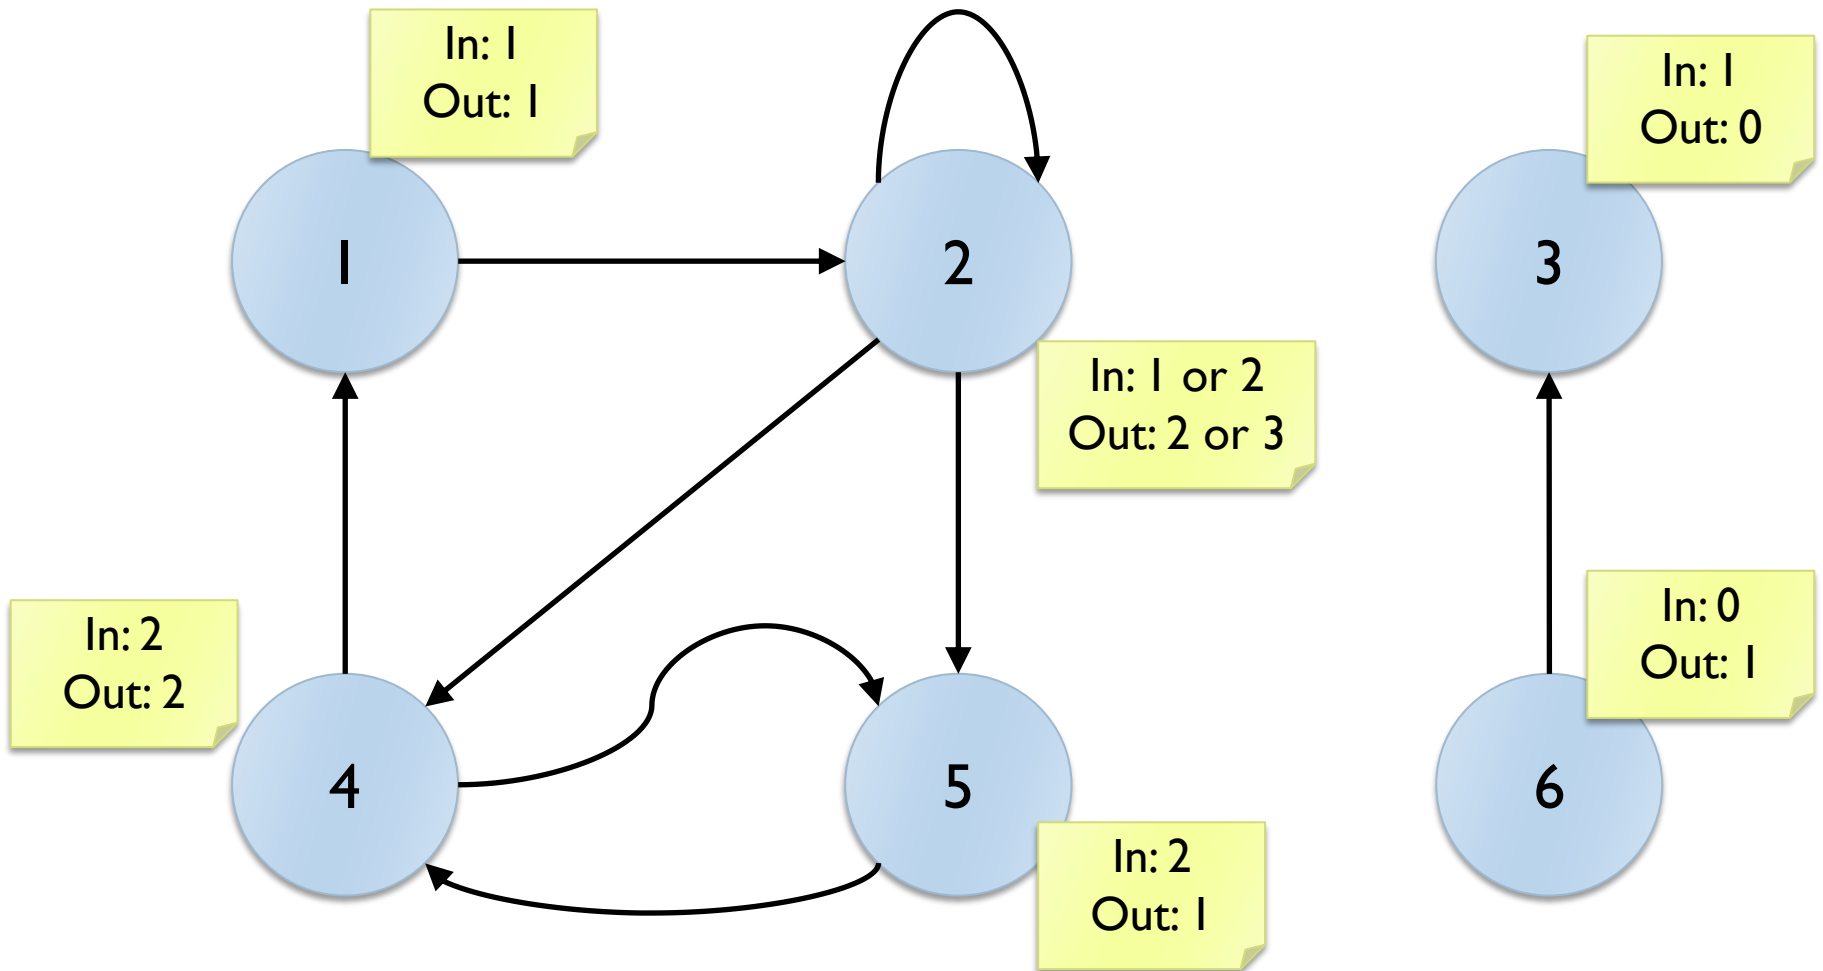 In: 1
Out: 1
In: 1
Out: 0
1
2
3
In: 1 or 2
Out: 2 or 3
In: 2
Out: 2
In: 0
Out: 1
4
5
6
In: 2
Out: 1